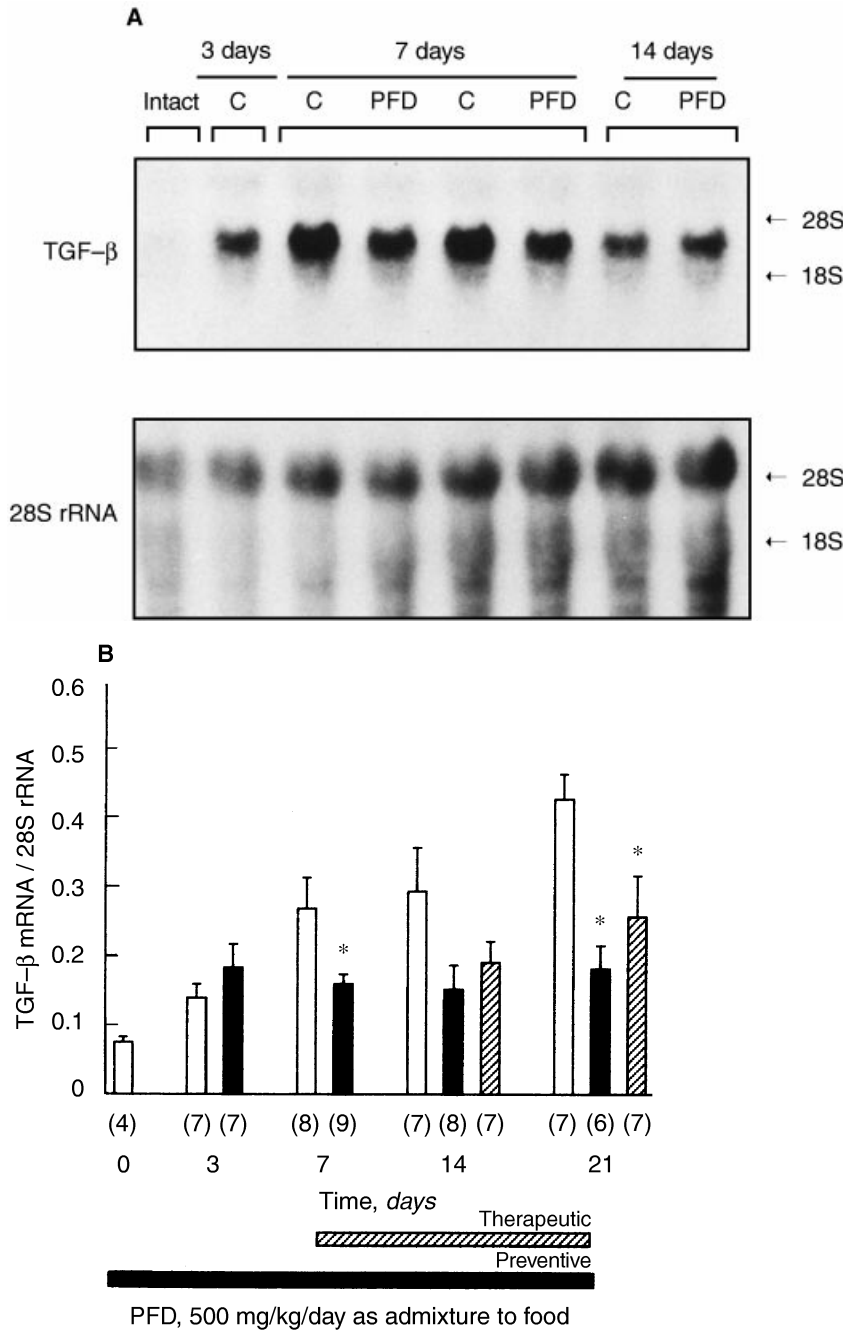 A
3 days 7 days 14 days
Intact C C PFD C PFD C PFD
← 28S
TGF–β
← 18S
← 28S
28S rRNA
← 18S
B
0.6
0.5
0.4
0.3
0.2
0.1
0
TGF–β mRNA / 28S rRNA
* * *
(4) (7) (7) (8) (9) (7) (8) (7) (7) (6) (7)
0 3 7 14 21
Time, days
Therapeutic
Preventive
PFD, 500 mg/kg/day as admixture to food